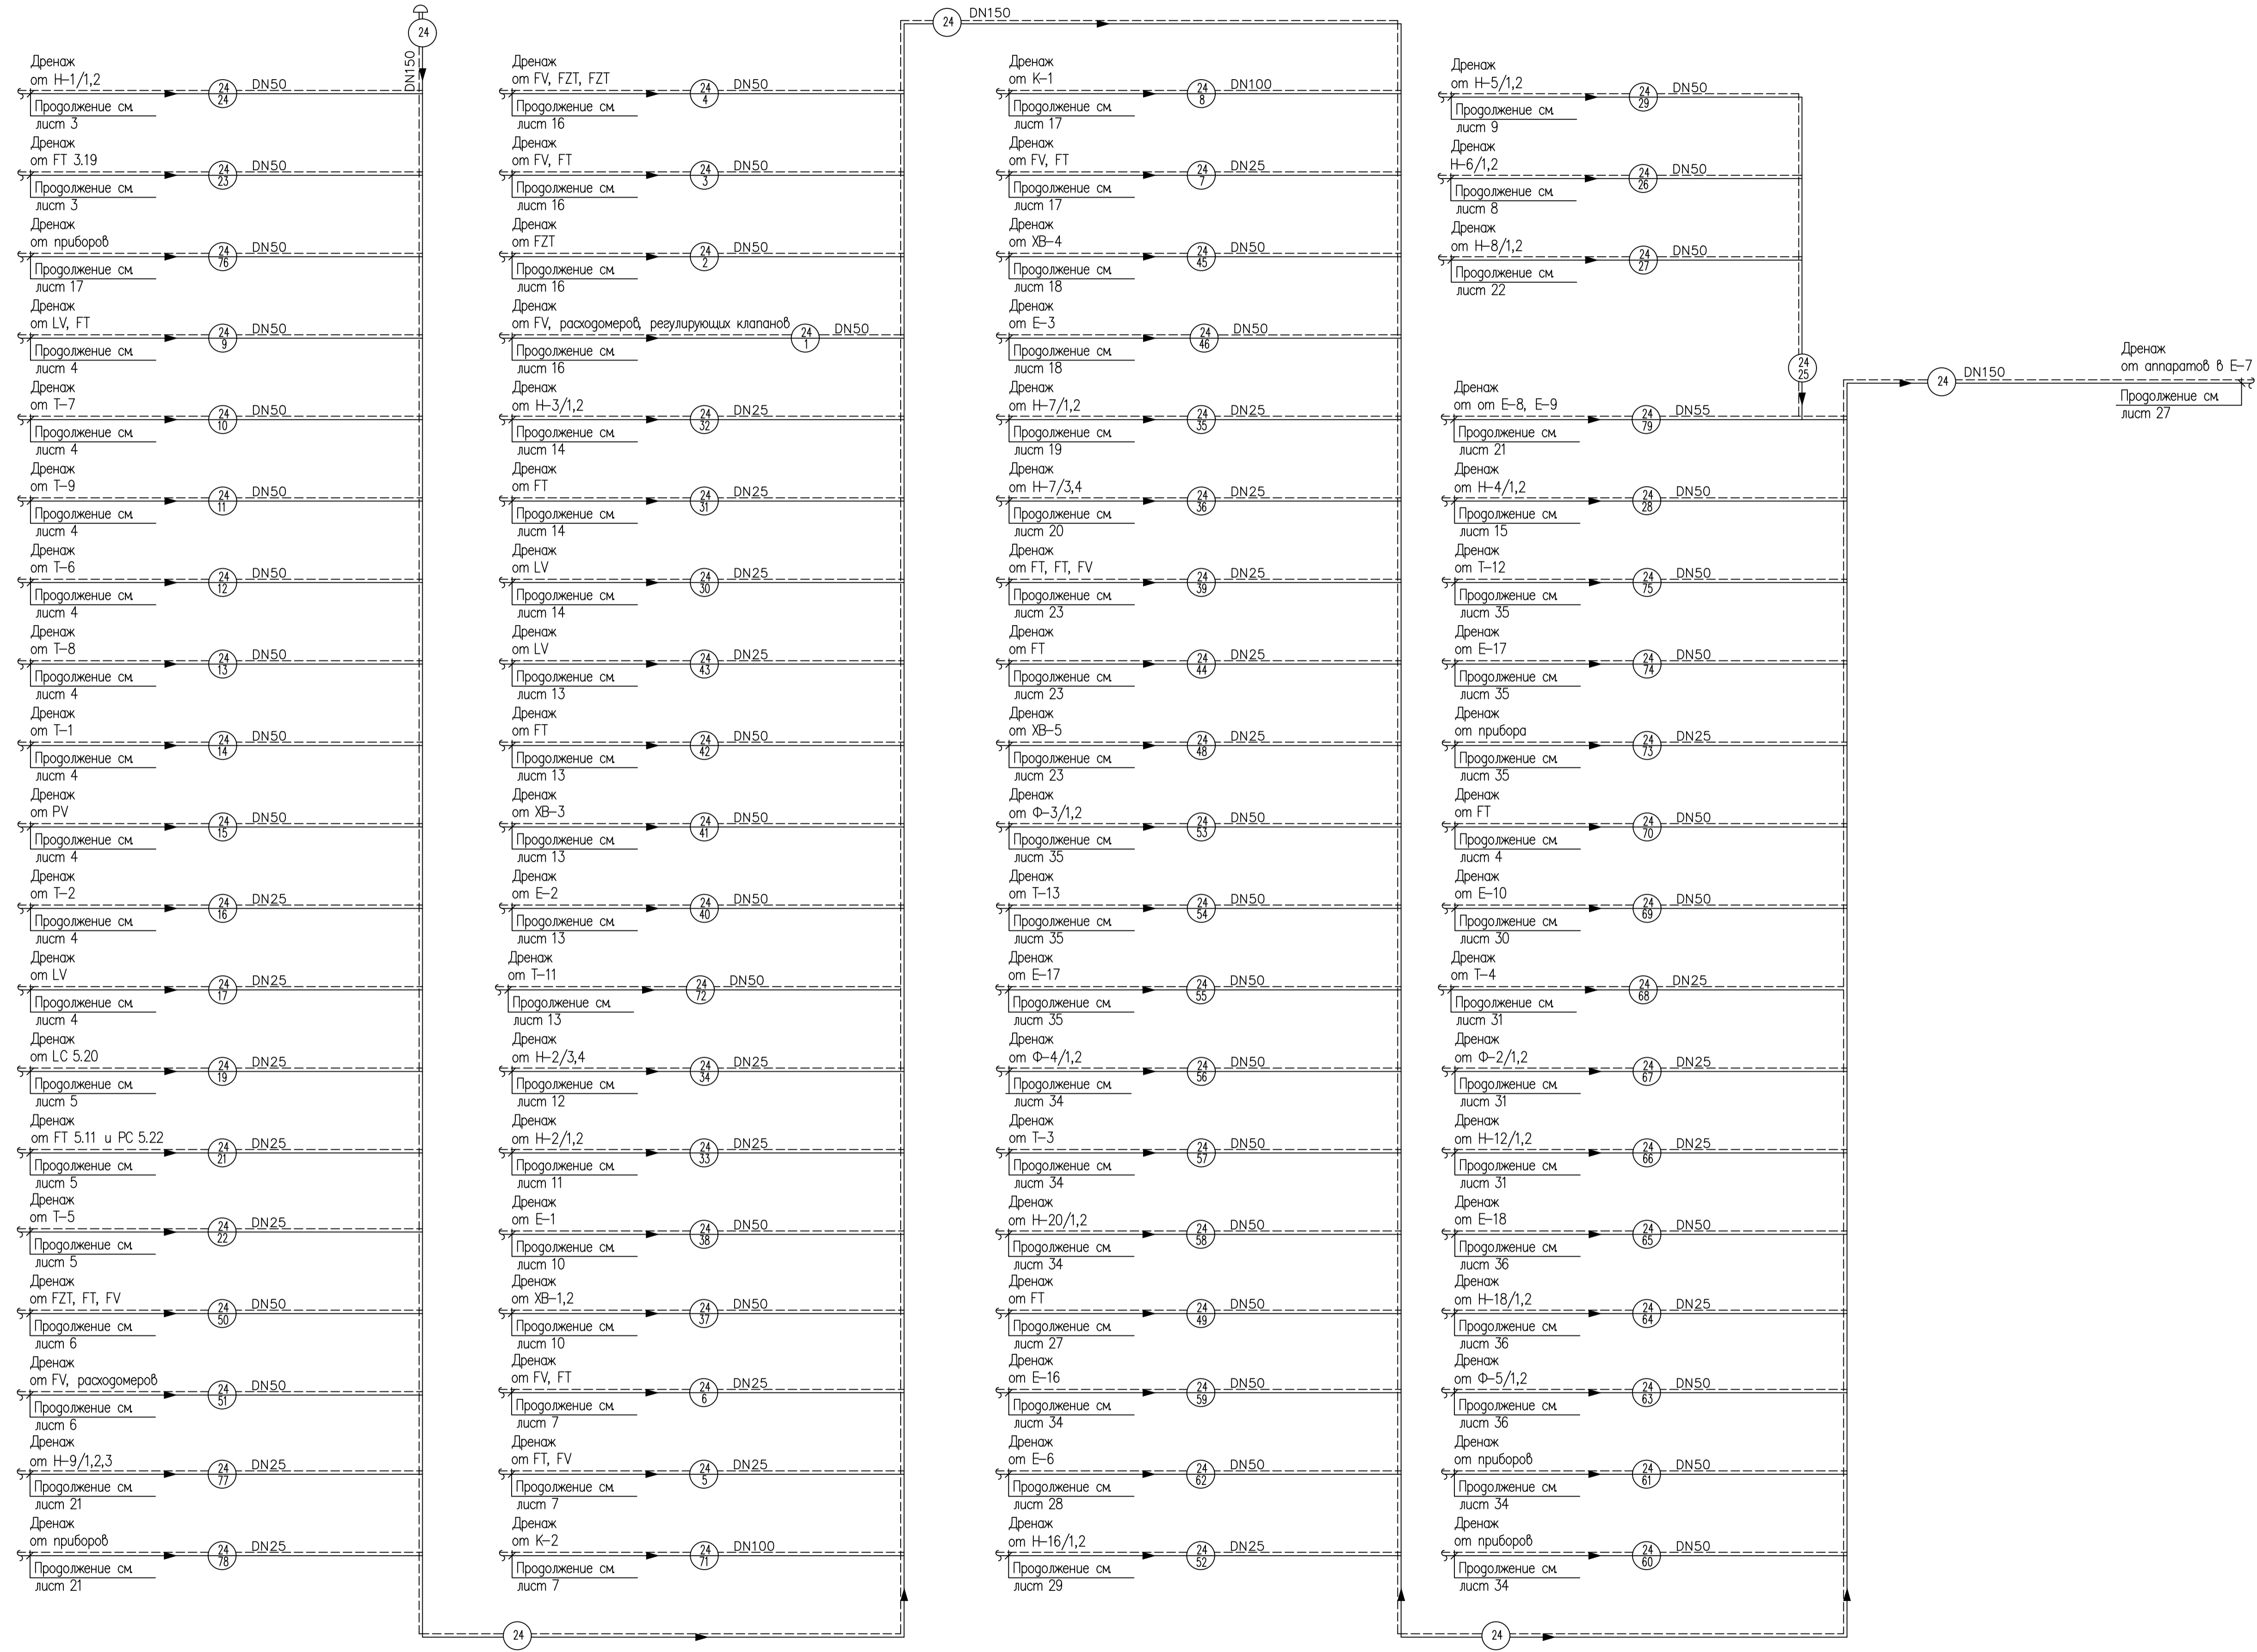 24
DN150
Дренаж
от Н-1/1,2
24
24
DN50
Продолжение см.
лист 3
Дренаж
от FT 3.19
24
23
DN50
Продолжение см.
лист 3
Дренаж
от приборов
24
76
DN50
Продолжение см.
лист 17
Дренаж
от LV, FT
24
9
DN50
Продолжение см.
лист 4
Дренаж
от Т-7
24
10
DN50
Продолжение см.
лист 4
Дренаж
от Т-9
24
11
DN50
Продолжение см.
лист 4
Дренаж
от Т-6
24
12
DN50
Продолжение см.
лист 4
Дренаж
от Т-8
24
13
DN50
Продолжение см.
лист 4
Дренаж
от Т-1
24
14
DN50
Продолжение см.
лист 4
Дренаж
от PV
24
15
DN50
Продолжение см.
лист 4
Дренаж
от Т-2
24
16
DN25
Продолжение см.
лист 4
Дренаж
от LV
24
17
DN25
Продолжение см.
лист 4
Дренаж
от LC 5.20
24
19
DN25
Продолжение см.
лист 5
Дренаж
от FT 5.11 и PC 5.22
24
21
DN25
Продолжение см.
лист 5
Дренаж
от Т-5
24
22
DN25
Продолжение см.
лист 5
Дренаж
от FZT, FT, FV
24
50
DN50
Продолжение см.
лист 6
Дренаж
от FV, расходомеров
24
51
DN50
Продолжение см.
лист 6
Дренаж
от Н-9/1,2,3
24
77
DN25
Продолжение см.
лист 21
Дренаж
от приборов
24
78
DN25
Продолжение см.
лист 21
24
Дренаж
от FV, FZT, FZT
24
4
DN50
Продолжение см.
лист 16
Дренаж
от FV, FT
24
3
DN50
Продолжение см.
лист 16
Дренаж
от FZT
24
2
DN50
Продолжение см.
лист 16
Дренаж
от FV, расходомеров, регулирующих клапанов
24
1
DN50
Продолжение см.
лист 16
Дренаж
от Н-3/1,2
24
32
DN25
Продолжение см.
лист 14
Дренаж
от FT
24
31
DN25
Продолжение см.
лист 14
Дренаж
от LV
24
30
DN25
Продолжение см.
лист 14
Дренаж
от LV
24
43
DN25
Продолжение см.
лист 13
Дренаж
от FT
24
42
DN50
Продолжение см.
лист 13
Дренаж
от ХВ-3
24
41
DN50
Продолжение см.
лист 13
Дренаж
от Е-2
24
40
DN50
Продолжение см.
лист 13
Дренаж
от Т-11
24
72
DN50
Продолжение см.
лист 13
Дренаж
от Н-2/3,4
24
34
DN25
Продолжение см.
лист 12
Дренаж
от Н-2/1,2
24
33
DN25
Продолжение см.
лист 11
Дренаж
от Е-1
24
38
DN50
Продолжение см.
лист 10
Дренаж
от ХВ-1,2
24
37
DN50
Продолжение см.
лист 10
Дренаж
от FV, FT
24
6
DN25
Продолжение см.
лист 7
Дренаж
от FT, FV
24
5
DN25
Продолжение см.
лист 7
Дренаж
от К-2
24
71
DN100
Продолжение см.
лист 7
24
DN150
Дренаж
от К-1
24
8
DN100
Продолжение см.
лист 17
Дренаж
от FV, FT
24
7
DN25
Продолжение см.
лист 17
Дренаж
от ХВ-4
24
45
DN50
Продолжение см.
лист 18
Дренаж
от Е-3
24
46
DN50
Продолжение см.
лист 18
Дренаж
от Н-7/1,2
24
35
DN25
Продолжение см.
лист 19
Дренаж
от Н-7/3,4
24
36
DN25
Продолжение см.
лист 20
Дренаж
от FT, FT, FV
24
39
DN25
Продолжение см.
лист 23
Дренаж
от FT
24
44
DN25
Продолжение см.
лист 23
Дренаж
от ХВ-5
24
48
DN25
Продолжение см.
лист 23
Дренаж
от Ф-3/1,2
24
53
DN50
Продолжение см.
лист 35
Дренаж
от Т-13
24
54
DN50
Продолжение см.
лист 35
Дренаж
от Е-17
24
55
DN50
Продолжение см.
лист 35
Дренаж
от Ф-4/1,2
24
56
DN50
Продолжение см.
лист 34
Дренаж
от Т-3
24
57
DN50
Продолжение см.
лист 34
Дренаж
от Н-20/1,2
24
58
DN50
Продолжение см.
лист 34
Дренаж
от FT
24
49
DN50
Продолжение см.
лист 27
Дренаж
от Е-16
24
59
DN50
Продолжение см.
лист 34
Дренаж
от Е-6
24
62
DN50
Продолжение см.
лист 28
Дренаж
от Н-16/1,2
24
52
DN25
Продолжение см.
лист 29
24
Дренаж
от Н-5/1,2
24
29
DN50
Продолжение см.
лист 9
Дренаж
Н-6/1,2
24
26
DN50
Продолжение см.
лист 8
Дренаж
от Н-8/1,2
24
27
DN50
Продолжение см.
лист 22
24
25
Дренаж
от от Е-8, Е-9
24
79
DN55
Продолжение см.
лист 21
Дренаж
от Н-4/1,2
24
28
DN50
Продолжение см.
лист 15
Дренаж
от Т-12
24
75
DN50
Продолжение см.
лист 35
Дренаж
от Е-17
24
74
DN50
Продолжение см.
лист 35
Дренаж
от прибора
24
73
DN25
Продолжение см.
лист 35
Дренаж
от FT
24
70
DN50
Продолжение см.
лист 4
Дренаж
от Е-10
24
69
DN50
Продолжение см.
лист 30
Дренаж
от Т-4
24
68
DN25
Продолжение см.
лист 31
Дренаж
от Ф-2/1,2
24
67
DN25
Продолжение см.
лист 31
Дренаж
от Н-12/1,2
24
66
DN25
Продолжение см.
лист 31
Дренаж
от Е-18
24
65
DN50
Продолжение см.
лист 36
Дренаж
от Н-18/1,2
24
64
DN25
Продолжение см.
лист 36
Дренаж
от Ф-5/1,2
24
63
DN50
Продолжение см.
лист 36
Дренаж
от приборов
24
61
DN50
Продолжение см.
лист 34
Дренаж
от приборов
24
60
DN50
Продолжение см.
лист 34
24
DN150
Дренаж
от аппаратов в Е-7
Продолжение см.
лист 27